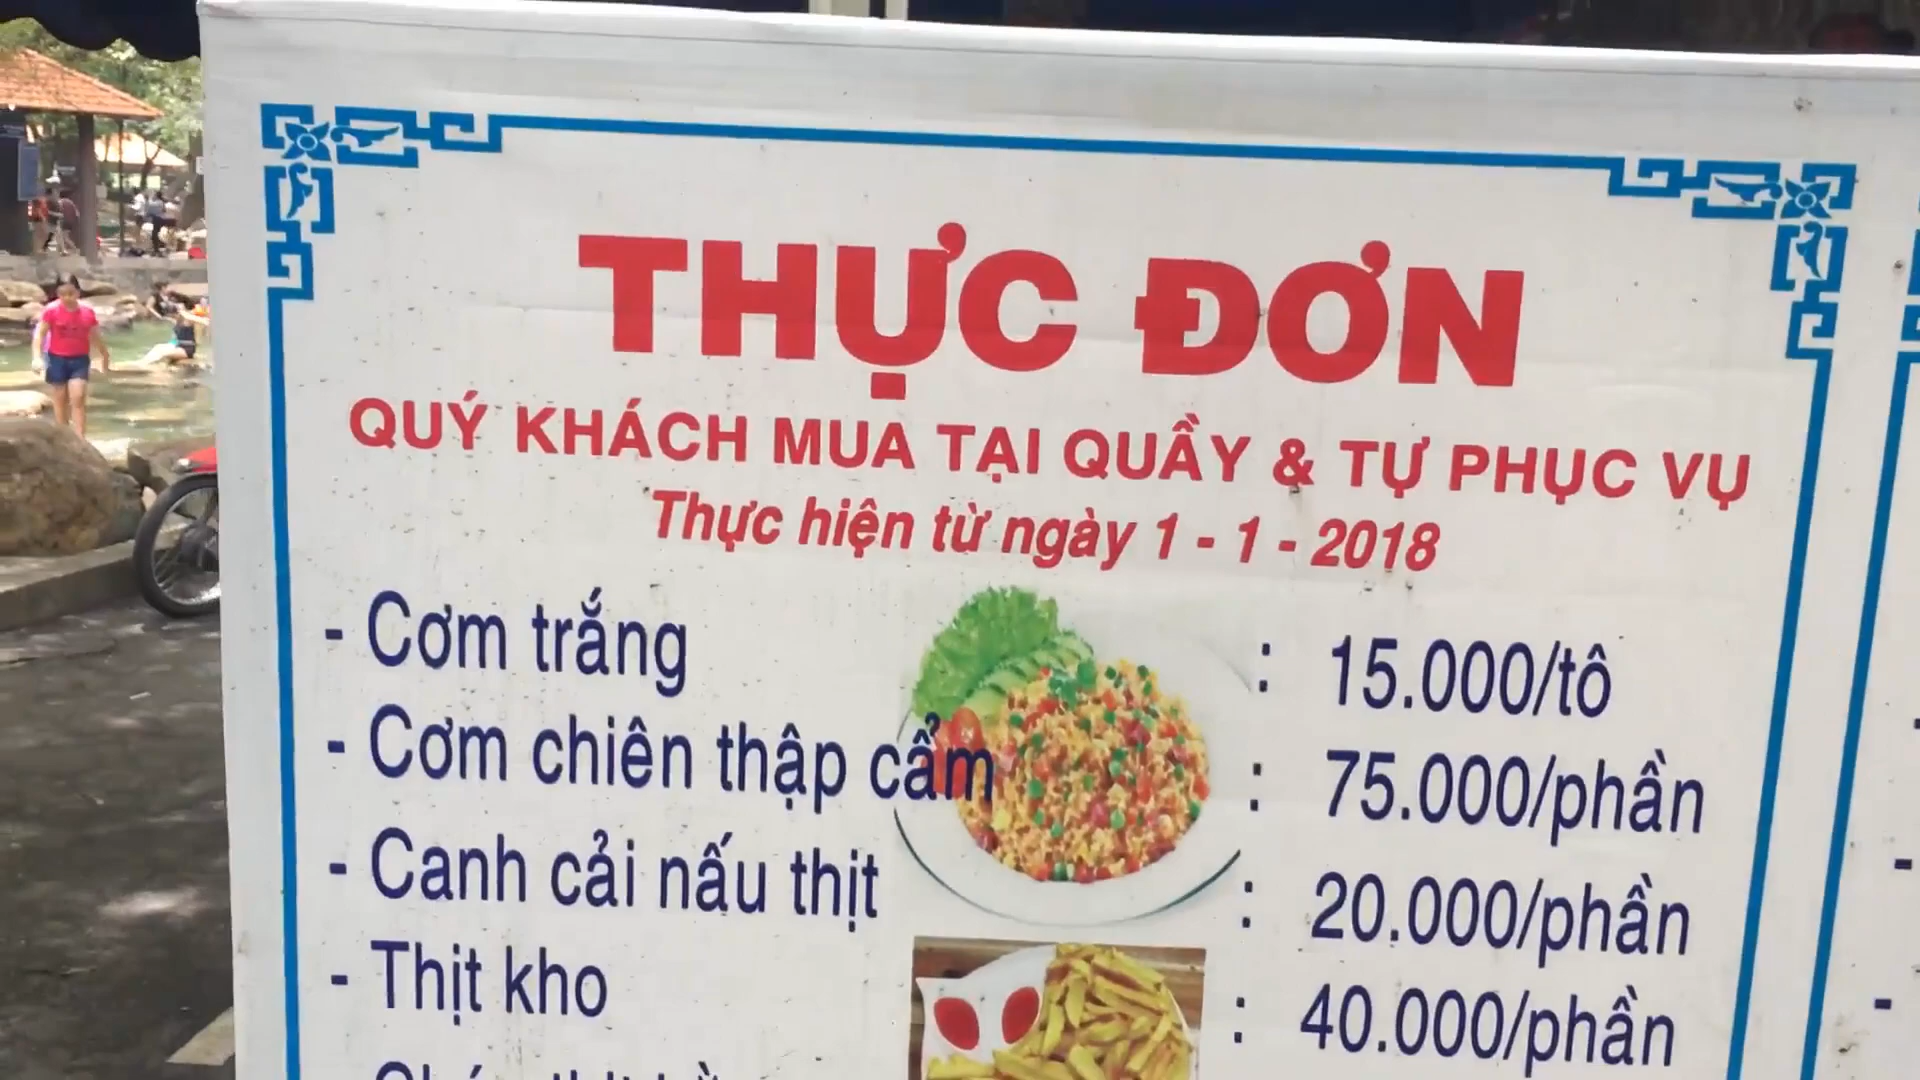 THỰC ĐƠN
QUÝ KHÁCH MUA TẠI QUẦY & TỰ PHỤC VỤ
Thực hiện từ ngày 1 - 1 - 2018
- Cơm trắng : 15.000/tô
- Cơm chiên thập cẩm : 75.000/phần
- Canh cải nấu thịt : 20.000/phần
- Thịt kho : 40.000/phần